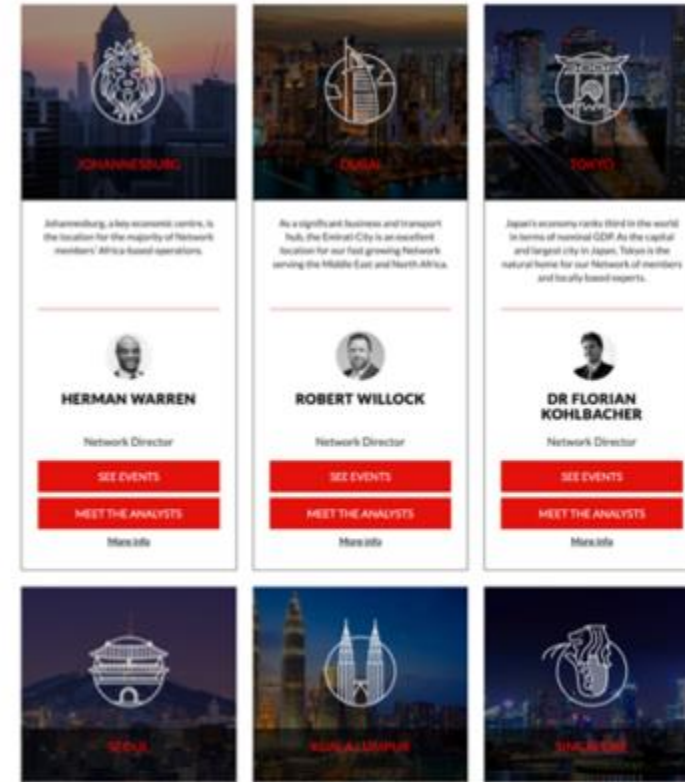 JOHANNESBURG
Johannesburg, a key economic centre, is
the location for the majority of Network
members' Africa-based operations.
HERMAN WARREN
Network Director
SEE EVENTS
MEET THE ANALYSTS
More info
DUBAI
As a significant business and transport
hub, the Emirati City is an excellent
location for our fast growing Network
serving the Middle East and North Africa.
ROBERT WILLOCK
Network Director
SEE EVENTS
MEET THE ANALYSTS
More info
TOKYO
Japan's economy ranks third in the world
in terms of nominal GDP. As the capital
and largest city in Japan, Tokyo is the
natural home for our Network of members
and locally based experts.
DR FLORIAN
KOHLBACHER
Network Director
SEE EVENTS
MEET THE ANALYSTS
More info
SEOUL
KUALA LUMPUR
SINGAPORE